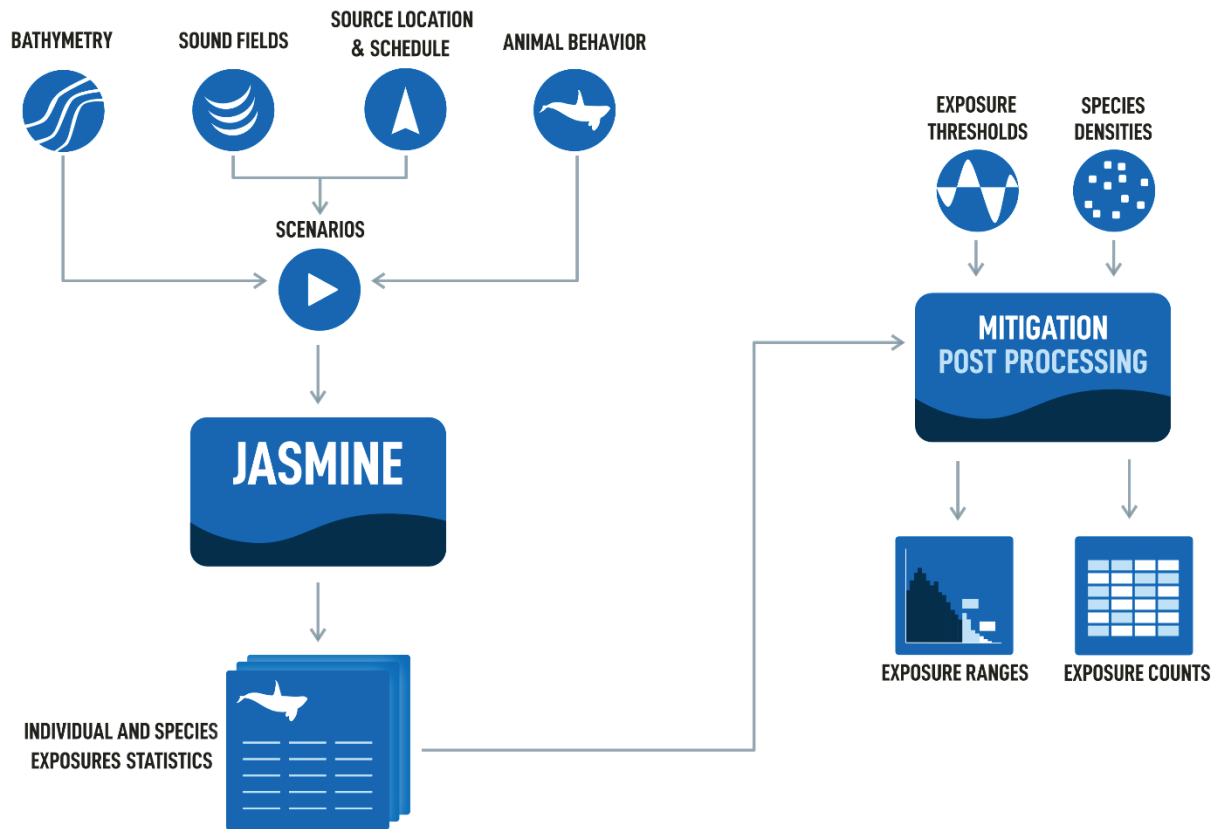 BATHYMETRY
SOUND FIELDS
SOURCE LOCATION
& SCHEDULE
ANIMAL BEHAVIOR
SCENARIOS
JASMINE
INDIVIDUAL AND SPECIES
EXPOSURES STATISTICS
EXPOSURE
THRESHOLDS
SPECIES
DENSITIES
MITIGATION
POST PROCESSING
EXPOSURE RANGES
EXPOSURE COUNTS